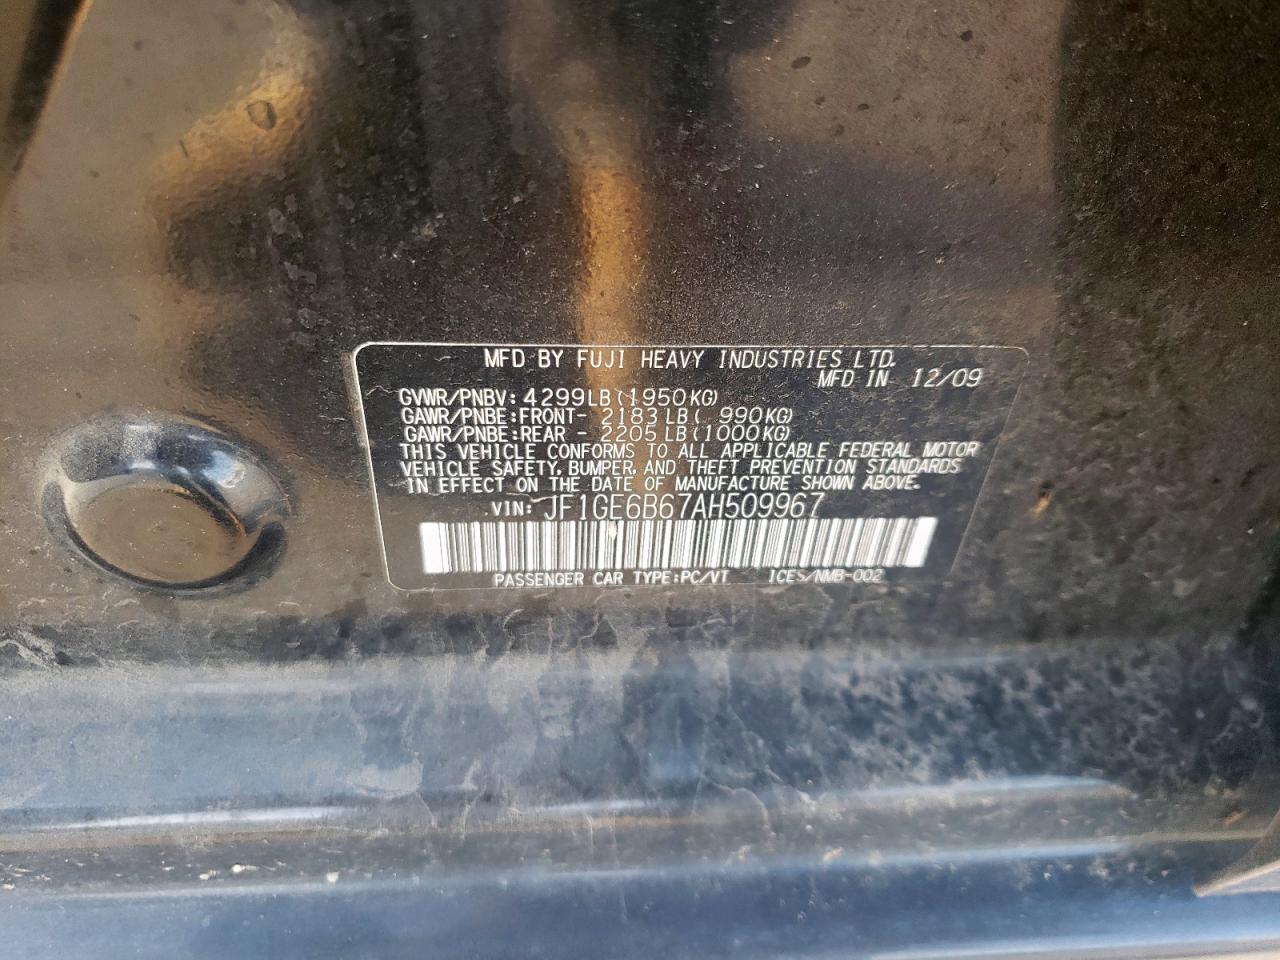 MFD BY FUJI HEAVY INDUSTRIES LTD.
MFD IN 12/09
GVWR/PNBV: 4299LB (1950KG)
GAWR/PNBE:FRONT- 2183LB ( 990KG)
GAWR/PNBE:REAR - 2205LB (1000KG)
THIS VEHICLE CONFORMS TO ALL APPLICABLE FEDERAL MOTOR
VEHICLE SAFETY, BUMPER, AND THEFT PREVENTION STANDARDS
IN EFFECT ON THE DATE OF MANUFACTURE SHOWN ABOVE.
VIN: JF1GE6B67AH509967
PASSENGER CAR TYPE:PC/VT ICES/NMB-002